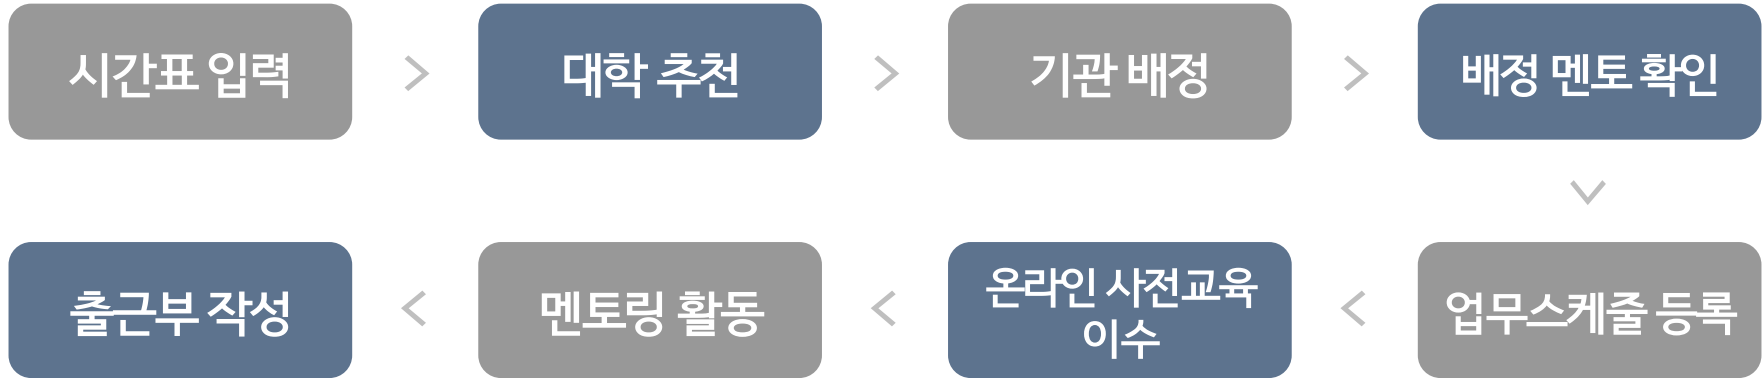 시간표 입력
대학 추천
기관 배정
배정 멘토 확인
업무스케줄 등록
온라인 사전교육
이수
멘토링 활동
출근부 작성